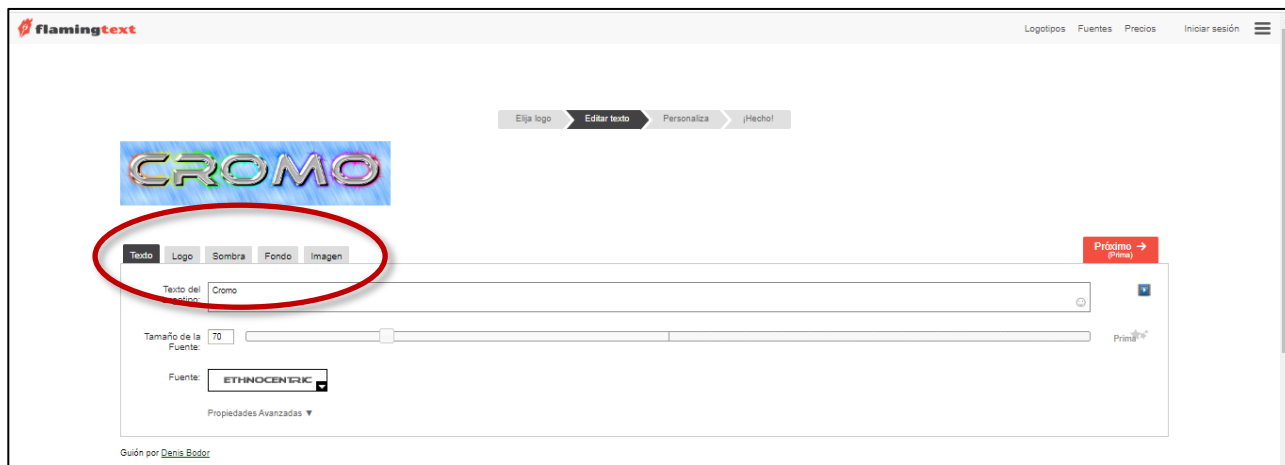 flamingtext
Logotipos Fuentes Precios Iniciar sesión
Elija logo Editar texto Personaliza ¡Hecho!
CROMO
Texto Logo Sombra Fondo Imagen
Próximo →
(Prima)
Texto del Cromo
Logotipo:
Tamaño de la 70
Fuente:
Prima
Fuente: ETHNOCENTRIC
Propiedades Avanzadas ▼
Guión por Denis Bodor